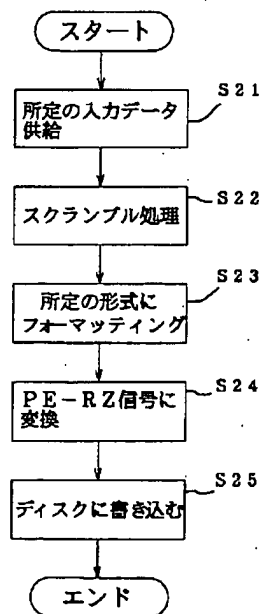 スタート
S21
所定の入力データ
供給
S22
スクランブル処理
S23
所定の形式に
フォーマッティング
S24
PE-RZ信号に
変換
S25
ディスクに書き込む
エンド